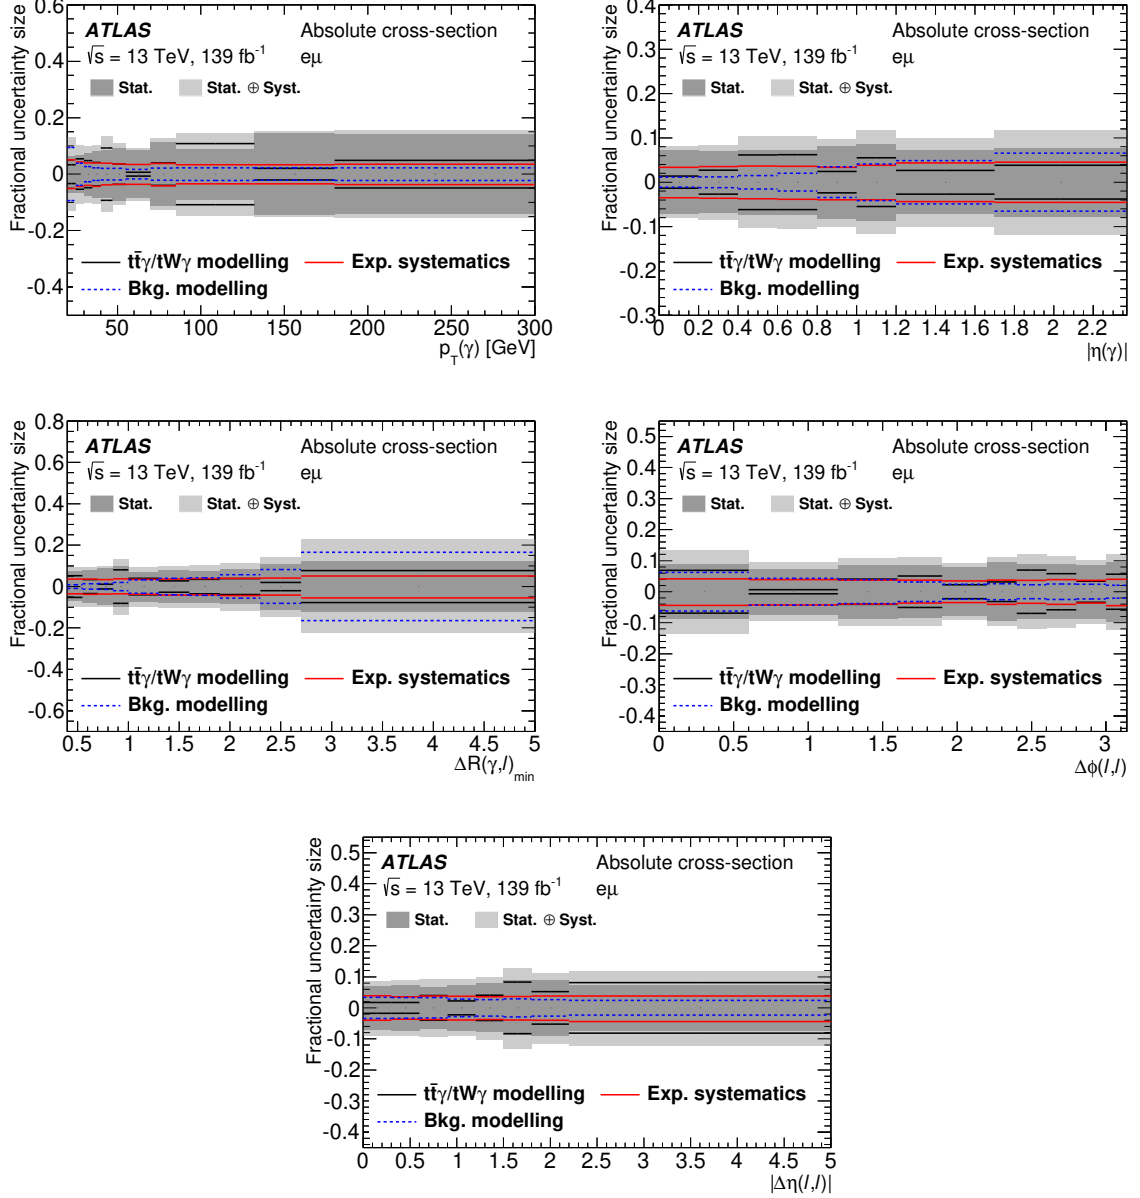 Fractional uncertainty size
ATLAS Absolute cross-section
√s = 13 TeV, 139 fb⁻¹ eμ
Stat. Stat. ⊕ Syst.
0.6
0.4
0.2
0
-0.2
-0.4
tt̄γ/tWγ modelling Exp. systematics
Bkg. modelling
50 100 150 200 250 300
p_T(γ) [GeV]
Fractional uncertainty size
ATLAS Absolute cross-section
√s = 13 TeV, 139 fb⁻¹ eμ
Stat. Stat. ⊕ Syst.
0.4
0.3
0.2
0.1
0
-0.1
-0.2
-0.3
tt̄γ/tWγ modelling Exp. systematics
Bkg. modelling
0 0.2 0.4 0.6 0.8 1 1.2 1.4 1.6 1.8 2 2.2
|η(γ)|
Fractional uncertainty size
ATLAS Absolute cross-section
√s = 13 TeV, 139 fb⁻¹ eμ
Stat. Stat. ⊕ Syst.
0.8
0.6
0.4
0.2
0
-0.2
-0.4
-0.6
tt̄γ/tWγ modelling Exp. systematics
Bkg. modelling
0.5 1 1.5 2 2.5 3 3.5 4 4.5 5
ΔR(γ,l)_min
Fractional uncertainty size
ATLAS Absolute cross-section
√s = 13 TeV, 139 fb⁻¹ eμ
Stat. Stat. ⊕ Syst.
0.5
0.4
0.3
0.2
0.1
0
-0.1
-0.2
-0.3
-0.4
tt̄γ/tWγ modelling Exp. systematics
Bkg. modelling
0 0.5 1 1.5 2 2.5 3
Δϕ(l,l)
Fractional uncertainty size
ATLAS Absolute cross-section
√s = 13 TeV, 139 fb⁻¹ eμ
Stat. Stat. ⊕ Syst.
0.5
0.4
0.3
0.2
0.1
0
-0.1
-0.2
-0.3
-0.4
tt̄γ/tWγ modelling Exp. systematics
Bkg. modelling
0 0.5 1 1.5 2 2.5 3 3.5 4 4.5 5
|Δη(l,l)|